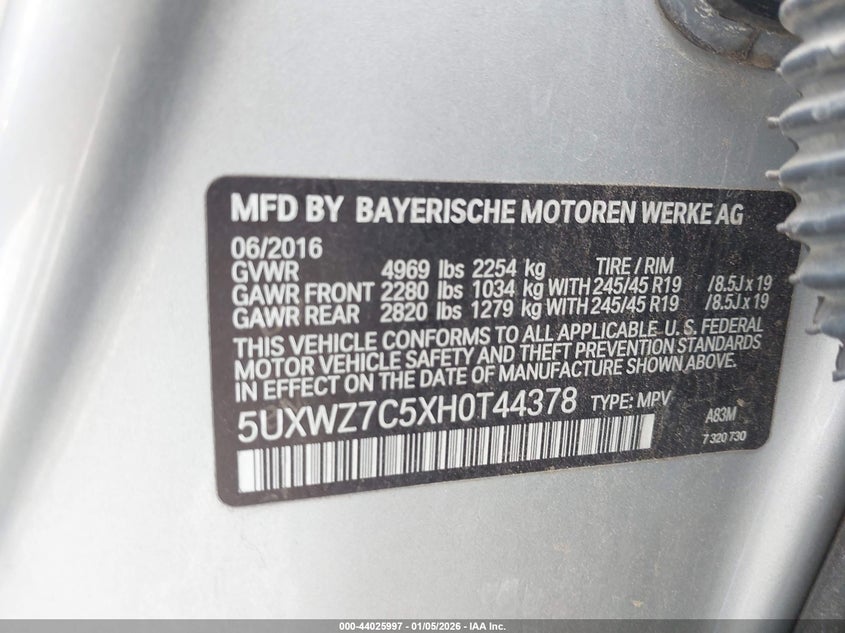 MFD BY BAYERISCHE MOTOREN WERKE AG
06/2016
GVWR 4969 lbs 2254 kg TIRE / RIM
GAWR FRONT 2280 lbs 1034 kg WITH 245/45 R19 /8.5J x 19
GAWR REAR 2820 lbs 1279 kg WITH 245/45 R19 /8.5J x 19
THIS VEHICLE CONFORMS TO ALL APPLICABLE U.S. FEDERAL
MOTOR VEHICLE SAFETY AND THEFT PREVENTION STANDARDS
IN EFFECT ON THE DATE OF MANUFACTURE SHOWN ABOVE.
5UXWZ7C5XH0T44378 TYPE: MPV
A83M
7 320 730
000-44025997 - 01/05/2026 - IAA Inc.